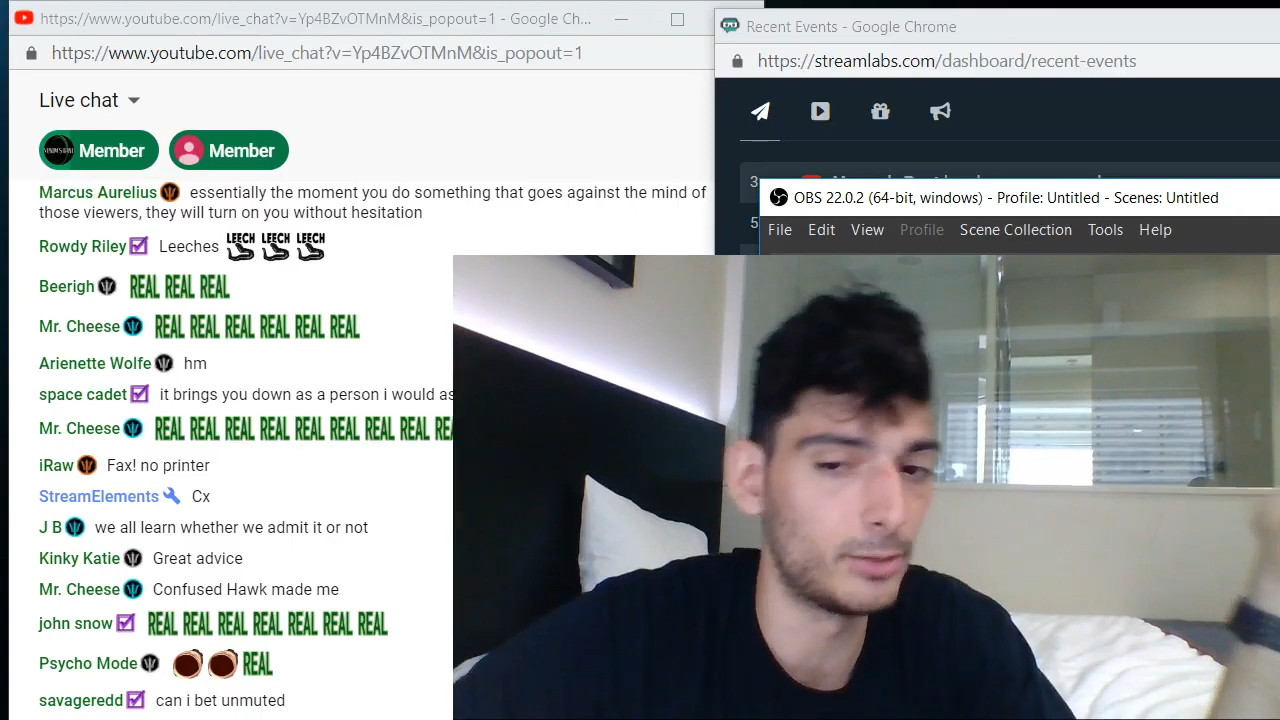 https://www.youtube.com/live_chat?v=Yp4BZvOTMnM&is_popout=1 - Google Ch...
https://www.youtube.com/live_chat?v=Yp4BZvOTMnM&is_popout=1
Live chat
Member Member
Marcus Aurelius essentially the moment you do something that goes against the mind of
those viewers, they will turn on you without hesitation
Rowdy Riley Leeches LEECH LEECH LEECH
Beerigh REAL REAL REAL
Mr. Cheese REAL REAL REAL REAL REAL REAL
Arienette Wolfe hm
space cadet it brings you down as a person i would as
Mr. Cheese REAL REAL REAL REAL REAL REAL REAL REAL
iRaw Fax! no printer
StreamElements Cx
J B we all learn whether we admit it or not
Kinky Katie Great advice
Mr. Cheese Confused Hawk made me
john snow REAL REAL REAL REAL REAL REAL REAL
Psycho Mode REAL
savageredd can i bet unmuted
Recent Events - Google Chrome
https://streamlabs.com/dashboard/recent-events
3
5
OBS 22.0.2 (64-bit, windows) - Profile: Untitled - Scenes: Untitled
File Edit View Profile Scene Collection Tools Help